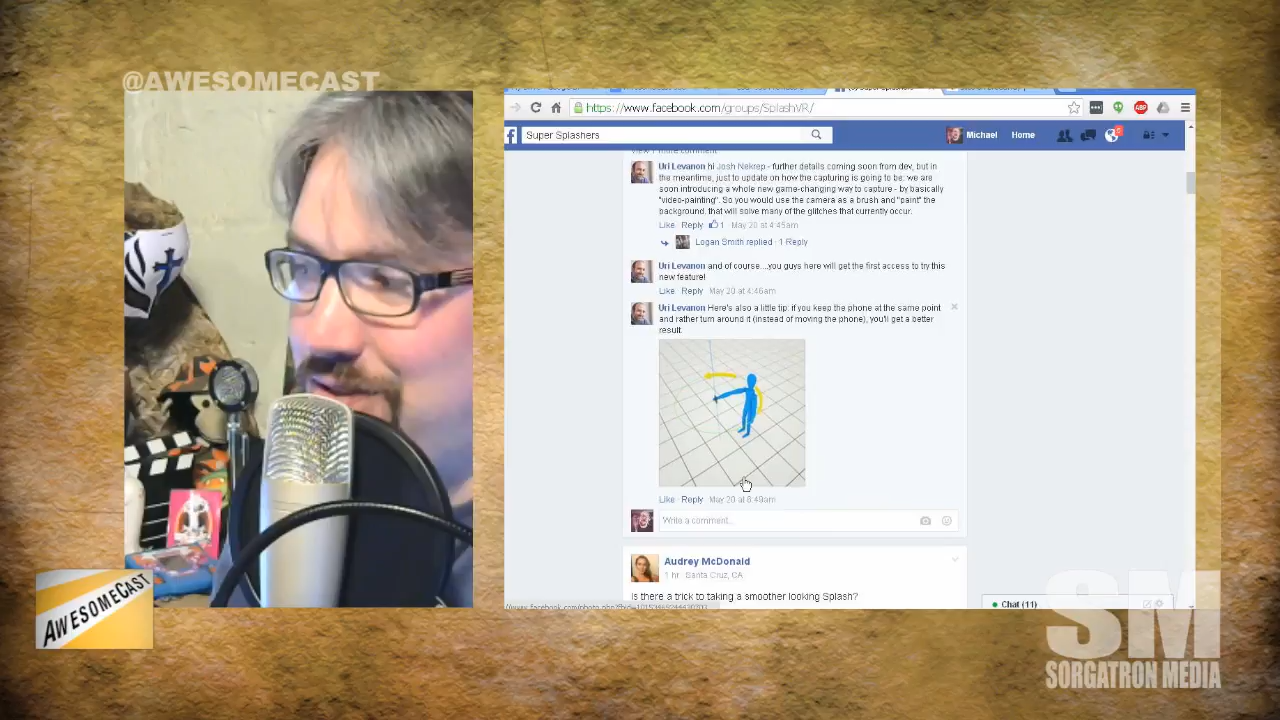 @AWESOMECAST
https://www.facebook.com/groups/SplashVR/
Super Splashers
Michael Home
Uri Levanon hi Josh Nekrep - further details coming soon from dev, but in
the meantime, just to update on how the capturing is going to be: we are
soon introducing a whole new game-changing way to capture - by basically
"video-painting". So you would use the camera as a brush and "paint" the
background, that will solve many of the glitches that currently occur.
Like Reply 1 May 20 at 4:45am
Logan Smith replied · 1 Reply
Uri Levanon and of course....you guys here will get the first access to try this
new feature!
Like Reply May 20 at 4:46am
Uri Levanon Here's also a little tip: if you keep the phone at the same point
and rather turn around it (instead of moving the phone), you'll get a better
result.
Like Reply May 20 at 6:49am
Write a comment...
Audrey McDonald
1 hr · Santa Cruz, CA
Is there a trick to taking a smoother looking Splash?
Chat (11)
AWESOMECAST
SM
SORGATRON MEDIA